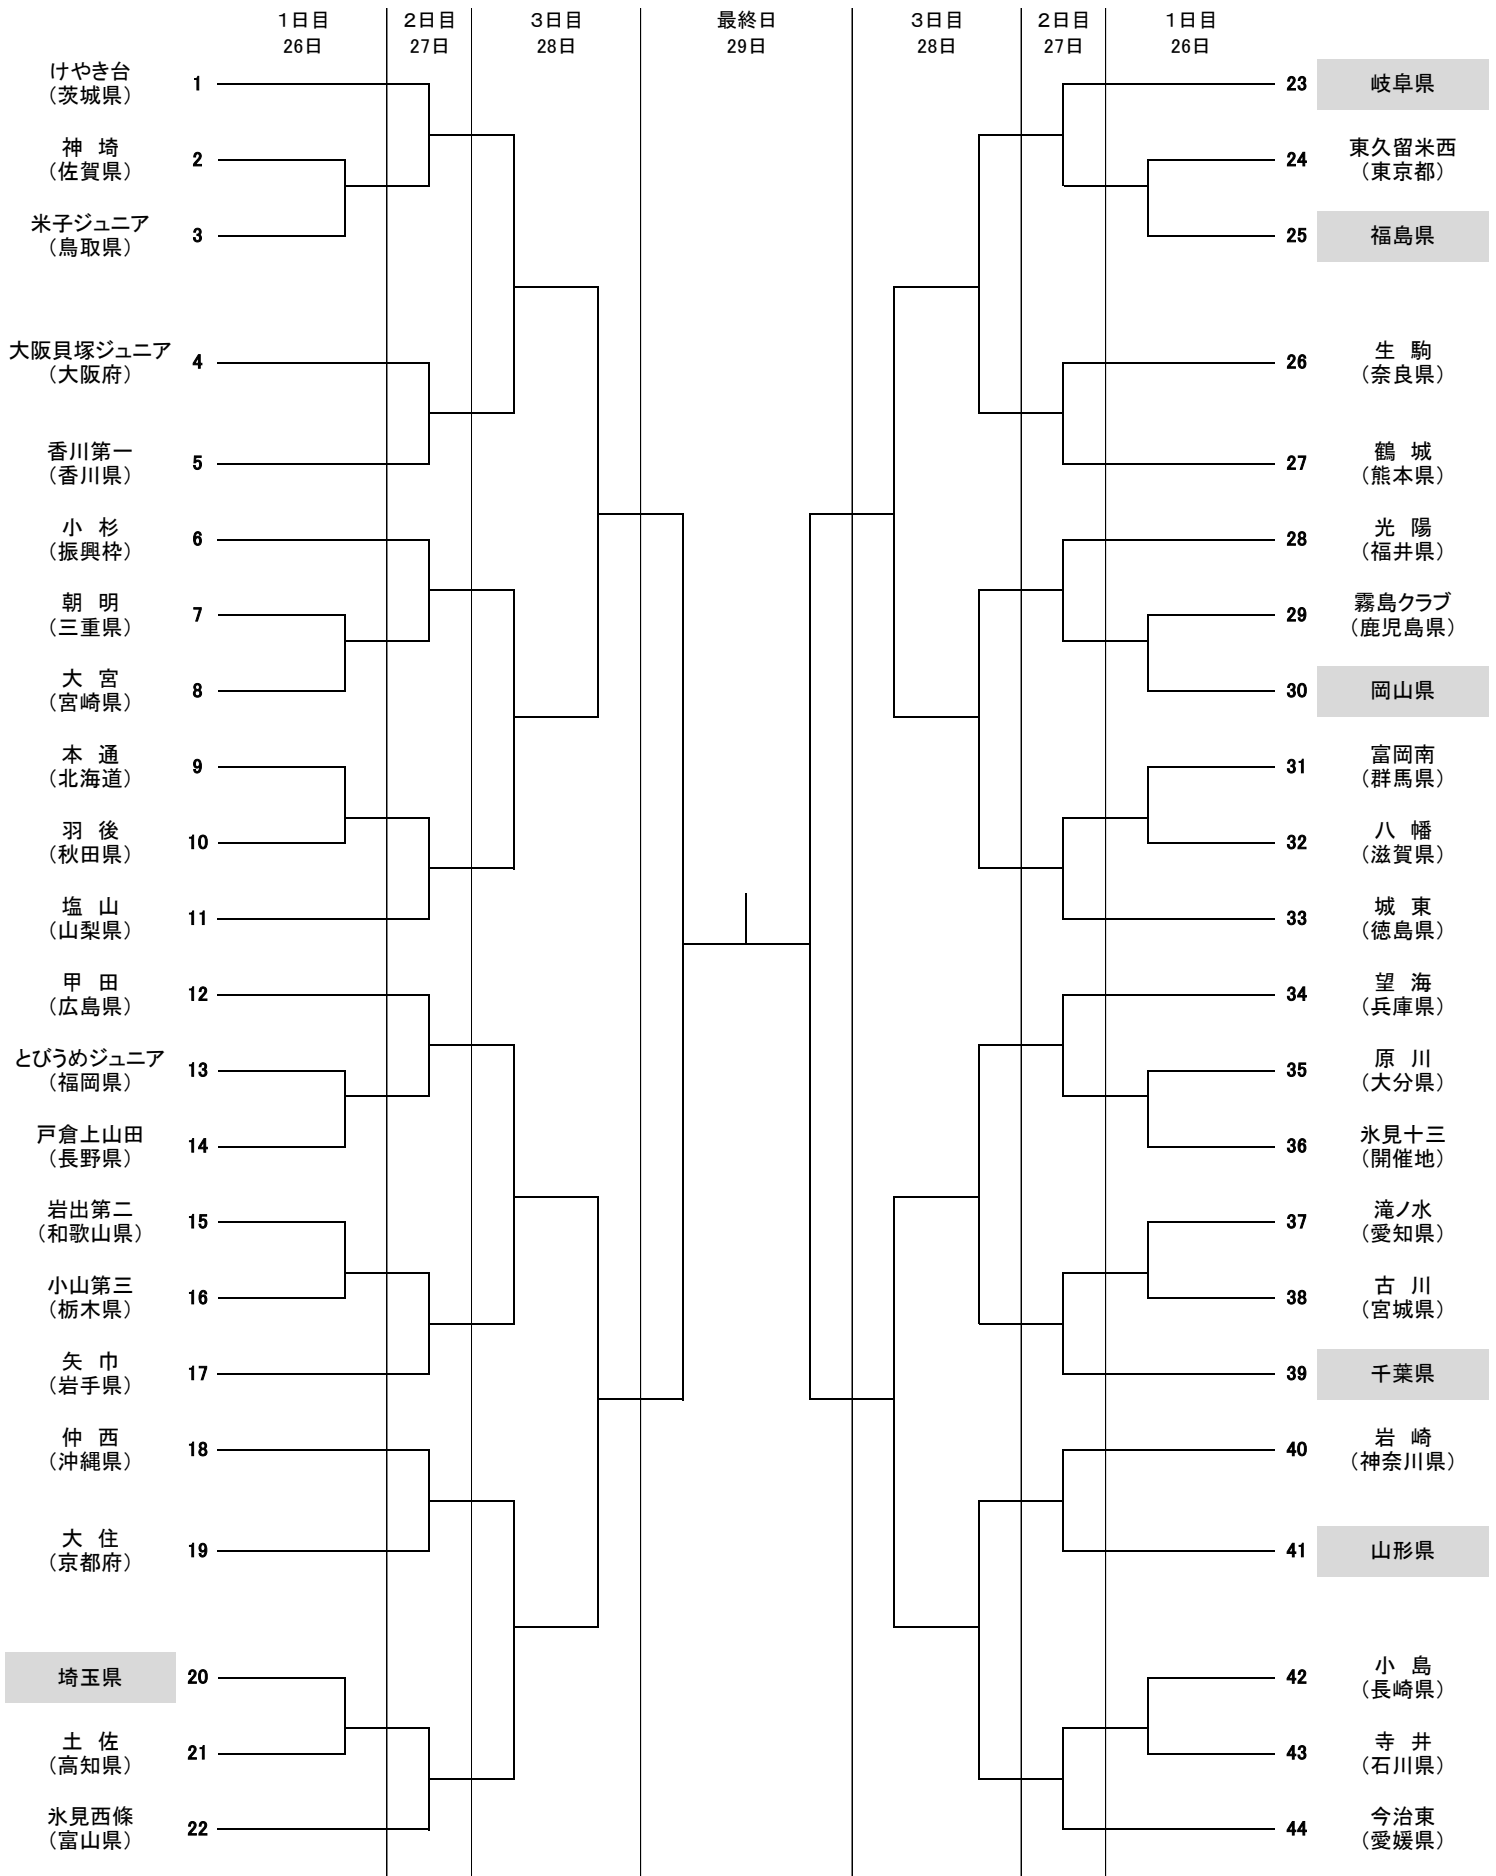 1日目 2日目 3日目 最終日 3日目 2日目 1日目
26日 27日 28日 29日 28日 27日 26日
けやき台
（茨城県）
1
神 埼
（佐賀県）
2
米子ジュニア
（鳥取県）
3
大阪貝塚ジュニア
（大阪府）
4
香川第一
（香川県）
5
小 杉
（振興枠）
6
朝 明
（三重県）
7
大 宮
（宮崎県）
8
本 通
（北海道）
9
羽 後
（秋田県）
10
塩 山
（山梨県）
11
甲 田
（広島県）
12
とびうめジュニア
（福岡県）
13
戸倉上山田
（長野県）
14
岩出第二
（和歌山県）
15
小山第三
（栃木県）
16
矢 巾
（岩手県）
17
仲 西
（沖縄県）
18
大 住
（京都府）
19
埼玉県
20
土 佐
（高知県）
21
氷見西條
（富山県）
22
23
岐阜県
24
東久留米西
（東京都）
25
福島県
26
生 駒
（奈良県）
27
鶴 城
（熊本県）
28
光 陽
（福井県）
29
霧島クラブ
（鹿児島県）
30
岡山県
31
富岡南
（群馬県）
32
八 幡
（滋賀県）
33
城 東
（徳島県）
34
望 海
（兵庫県）
35
原 川
（大分県）
36
氷見十三
（開催地）
37
滝ノ水
（愛知県）
38
古 川
（宮城県）
39
千葉県
40
岩 崎
（神奈川県）
41
山形県
42
小 島
（長崎県）
43
寺 井
（石川県）
44
今治東
（愛媛県）